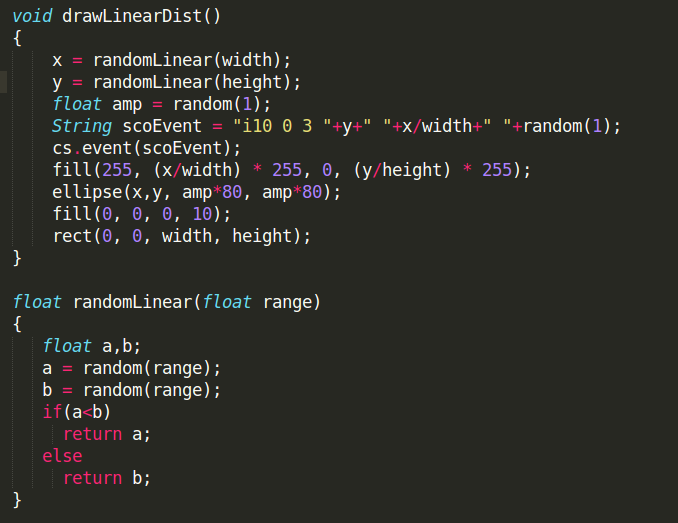 void drawLinearDist()
{
    x = randomLinear(width);
    y = randomLinear(height);
    float amp = random(1);
    String scoEvent = "i10 0 3 "+y+" "+x/width+" "+random(1);
    cs.event(scoEvent);
    fill(255, (x/width) * 255, 0, (y/height) * 255);
    ellipse(x,y, amp*80, amp*80);
    fill(0, 0, 0, 10);
    rect(0, 0, width, height);
}

float randomLinear(float range)
{
   float a,b;
   a = random(range);
   b = random(range);
   if(a<b)
     return a;
   else
     return b;
}